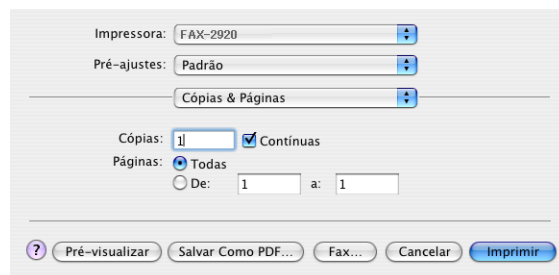 Impressora: FAX-2920
Pré-ajustes: Padrão
Cópias & Páginas
Cópias: 1 Contínuas
Páginas: Todas
De: 1 a: 1
? Pré-visualizar Salvar Como PDF... Fax... Cancelar Imprimir